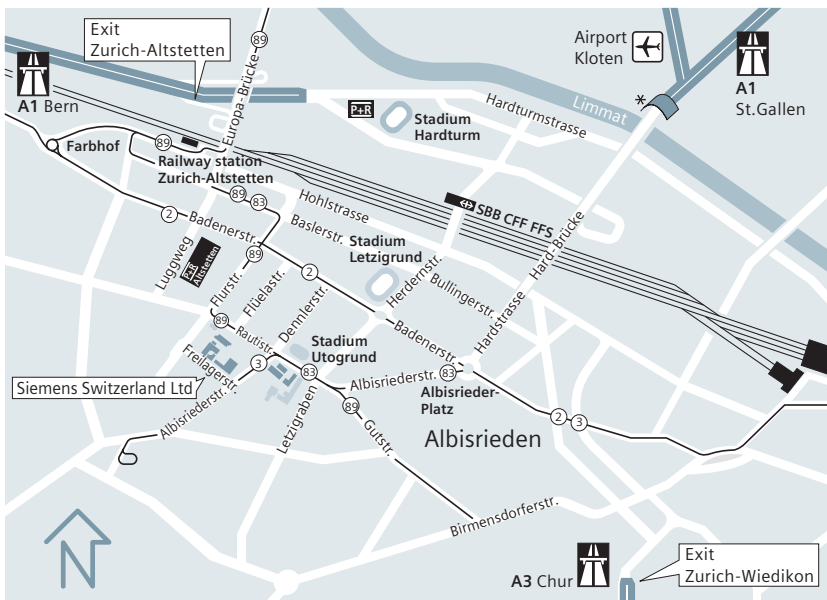 Exit
Zurich-Altstetten
89
Airport
Kloten
A1 Bern
A1
St.Gallen
Europa-Brücke
P+R
Stadium
Hardturm
Hardturmstrasse
Limmat
*
Farbhof
89
Railway station
Zurich-Altstetten
89
83
Hohlstrasse
SBB CFF FFS
2
Badenerstr.
Baslerstr.
Stadium
Letzigrund
Hard-Brücke
Luggweg
P+R
Altstetten
89
Flurstr.
Flüelastr.
2
Dennlerstr.
Herdernstr.
Bullingerstr.
Hardstrasse
89
Rautistr.
Stadium
Utogrund
Badenerstr.
Freilagerstr.
3
83
Albisriederstr.
83
Albisrieder-
Platz
Siemens Switzerland Ltd
Albisriederstr.
Letzigraben
89
Gutstr.
2
3
Albisrieden
Birmensdorferstr.
N
A3 Chur
Exit
Zurich-Wiedikon